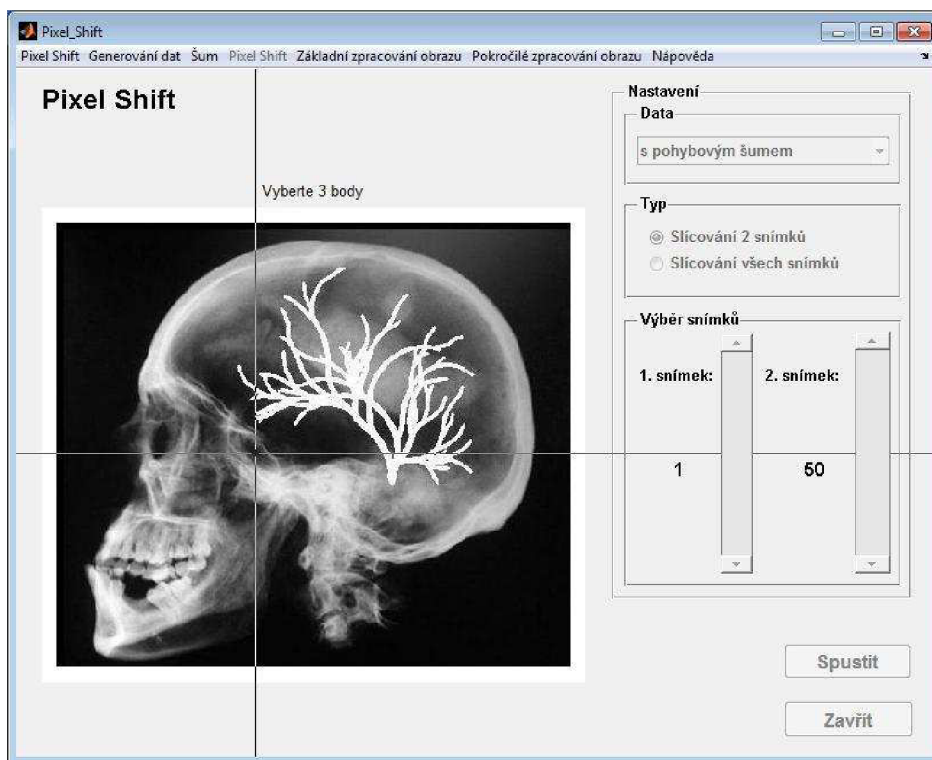 Pixel_Shift
Pixel Shift Generování dat Šum Pixel Shift Základní zpracování obrazu Pokročilé zpracování obrazu Nápověda
Pixel Shift
Vyberte 3 body
Nastavení
Data
s pohybovým šumem
Typ
Slícování 2 snímků
Slícování všech snímků
Výběr snímků
1. snímek: 2. snímek:
1 50
Spustit
Zavřít